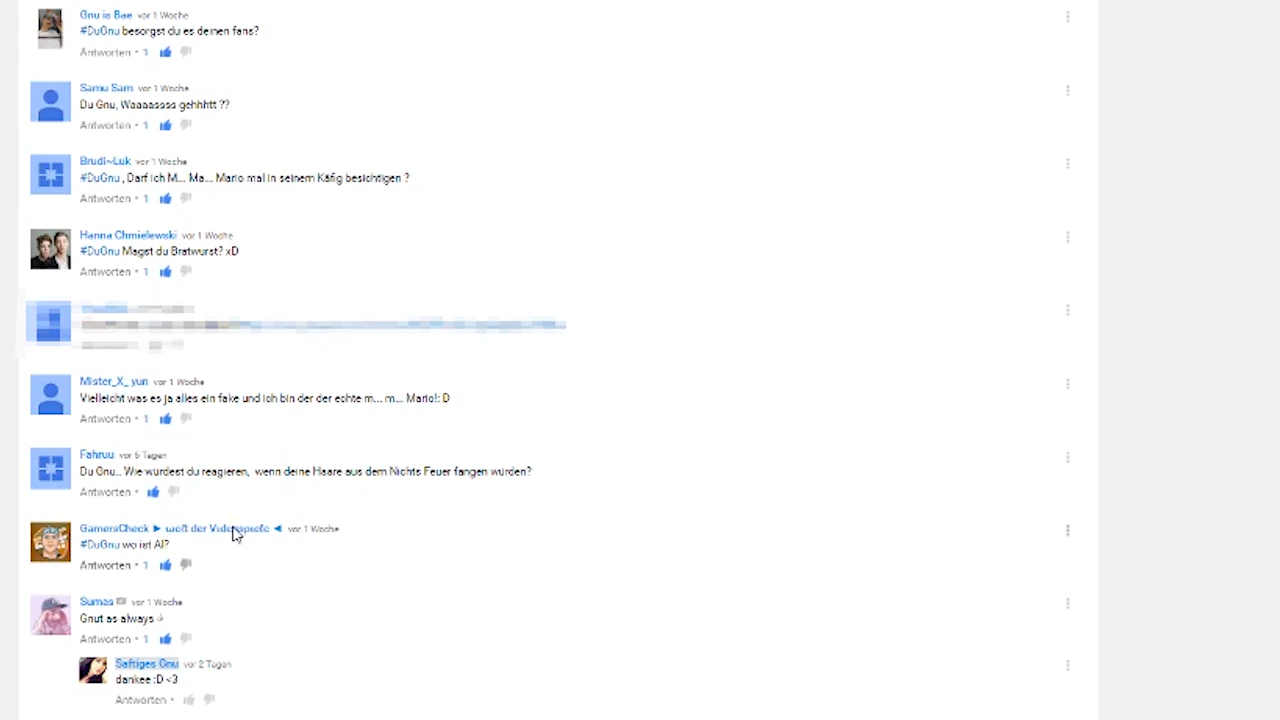 Gnu is Bae vor 1 Woche
#DuGnu besorgst du es deinen fans?
Antworten • 1
Samu Sam vor 1 Woche
Du Gnu, Waaaassss gehhhtt ??
Antworten • 1
Brudi~Luk vor 1 Woche
#DuGnu , Darf ich M... Ma... Mario mal in seinem Käfig besichtigen ?
Antworten • 1
Hanna Chmielewski vor 1 Woche
#DuGnu Magst du Bratwurst? xD
Antworten • 1
Mister_X_ yun vor 1 Woche
Vielleicht was es ja alles ein fake und ich bin der der echte m... m... Mario!: D
Antworten • 1
Fahruu vor 6 Tagen
Du Gnu.. Wie würdest du reagieren, wenn deine Haare aus dem Nichts Feuer fangen würden?
Antworten •
GamersCheck ► welt der Videospiele ◄ vor 1 Woche
#DuGnu wo ist Al?
Antworten • 1
Sumas vor 1 Woche
Gnut as always
Antworten • 1
Saftiges Gnu vor 2 Tagen
dankee :D <3
Antworten •